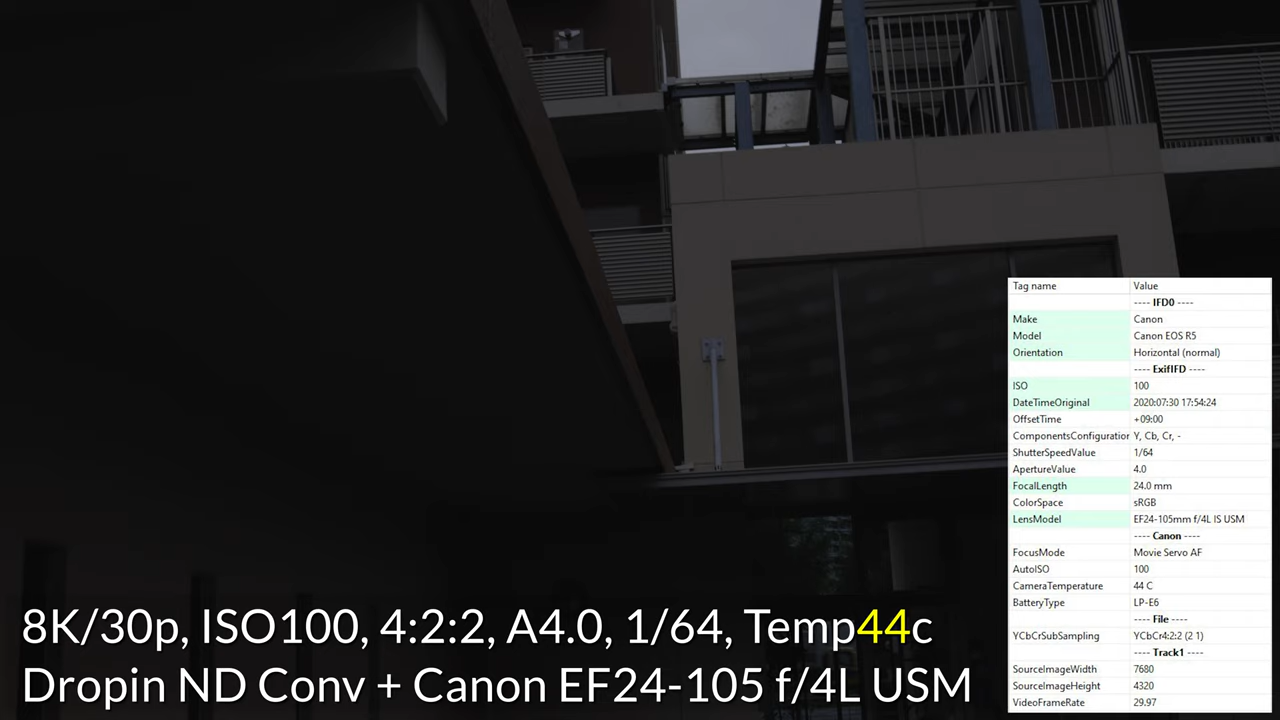 Tag name Value
---- IFD0 ----
Make Canon
Model Canon EOS R5
Orientation Horizontal (normal)
---- ExifIFD ----
ISO 100
DateTimeOriginal 2020:07:30 17:54:24
OffsetTime +09:00
ComponentsConfiguration Y, Cb, Cr, -
ShutterSpeedValue 1/64
ApertureValue 4.0
FocalLength 24.0 mm
ColorSpace sRGB
LensModel EF24-105mm f/4L IS USM
---- Canon ----
FocusMode Movie Servo AF
AutoISO 100
CameraTemperature 44 C
BatteryType LP-E6
---- File ----
YCbCrSubSampling YCbCr4:2:2 (2 1)
---- Track1 ----
SourceImageWidth 7680
SourceImageHeight 4320
VideoFrameRate 29.97
8K/30p, ISO100, 4:2:2, A4.0, 1/64, Temp44c
Dropin ND Conv + Canon EF24-105 f/4L USM